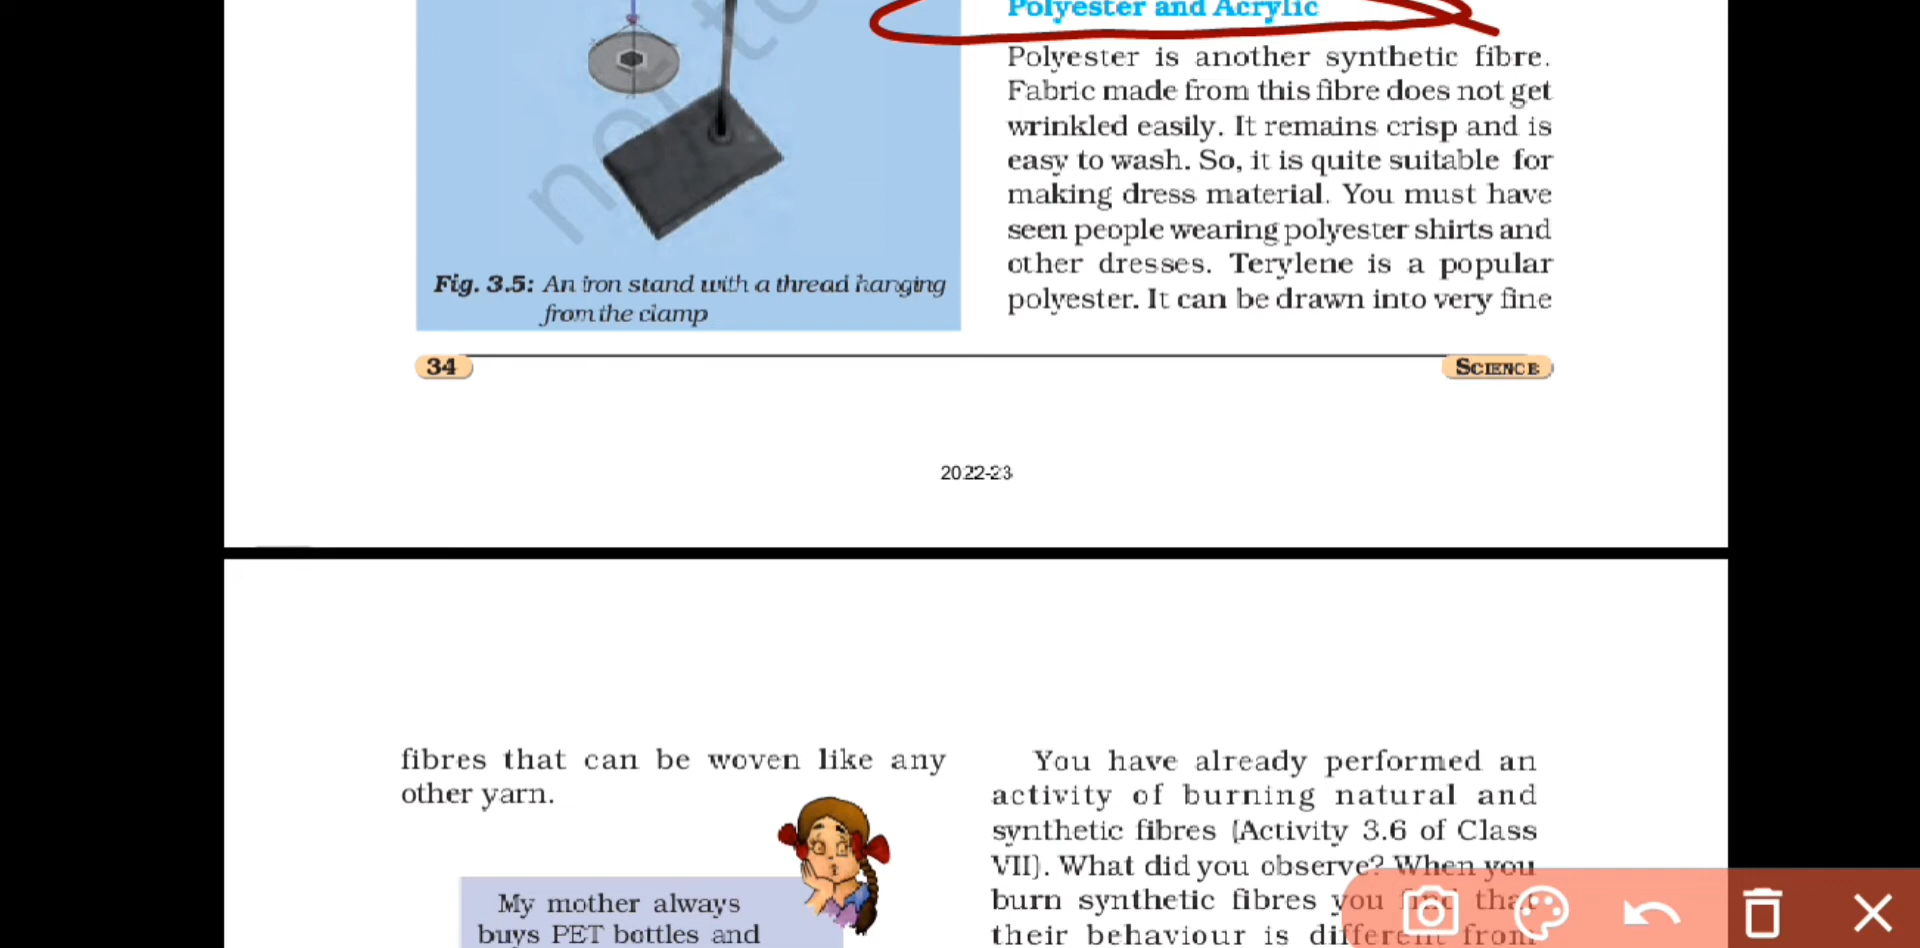 Polyester and Acrylic
Polyester is another synthetic fibre.
Fabric made from this fibre does not get
wrinkled easily. It remains crisp and is
easy to wash. So, it is quite suitable for
making dress material. You must have
seen people wearing polyester shirts and
other dresses. Terylene is a popular
polyester. It can be drawn into very fine
not to
Fig. 3.5: An iron stand with a thread hanging
from the clamp
34
SCIENCE
2022-23
fibres that can be woven like any
other yarn.
My mother always
buys PET bottles and
You have already performed an
activity of burning natural and
synthetic fibres (Activity 3.6 of Class
VII). What did you observe? When you
burn synthetic fibres you find that
their behaviour is different from